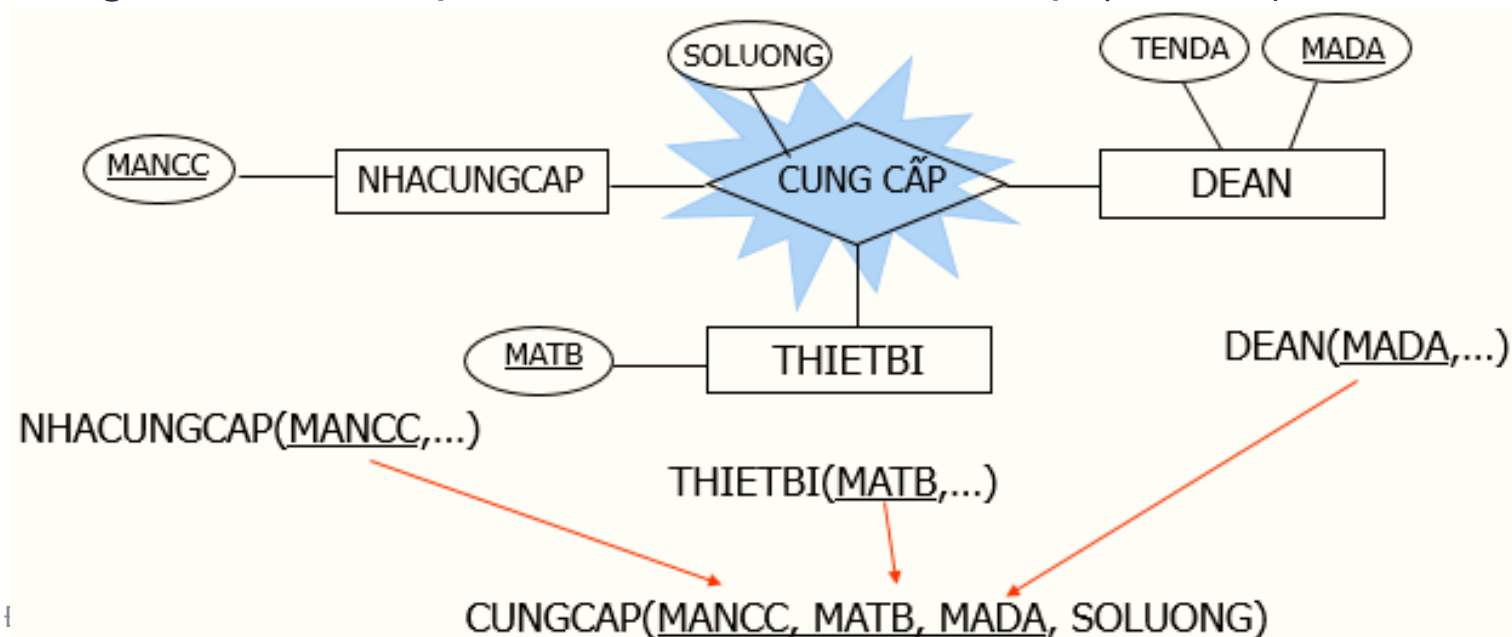 SOLUONG
TENDA
MADA
MANCC
NHACUNGCAP
CUNG CẤP
DEAN
MATB
THIETBI
DEAN(MADA,...)
NHACUNGCAP(MANCC,...)
THIETBI(MATB,...)
CUNGCAP(MANCC, MATB, MADA, SOLUONG)